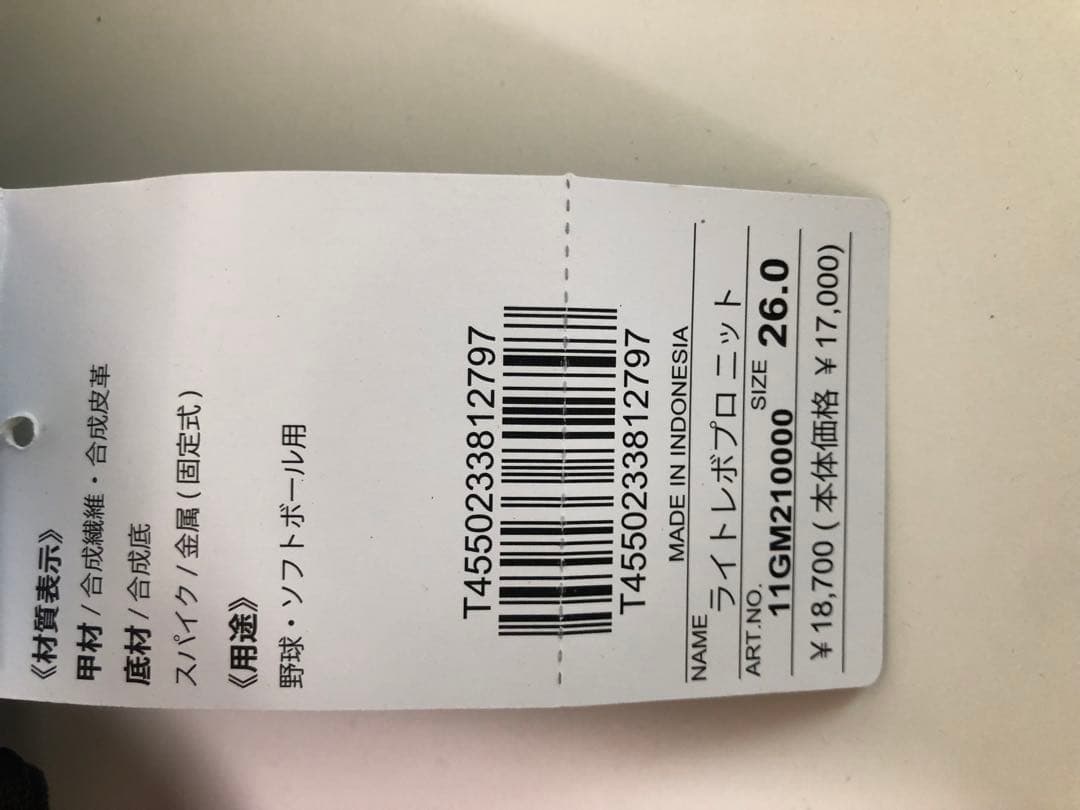 《材質表示》
甲材 / 合成繊維・合成皮革
底材 / 合成底
スパイク / 金属 ( 固定式 )
《用途》
野球・ソフトボール用
T4550233812797
T4550233812797
MADE IN INDONESIA
NAME ライトレボプロ ニット
ART.NO. 11GM210000 SIZE 26.0
￥18,700 ( 本体価格 ￥17,000)